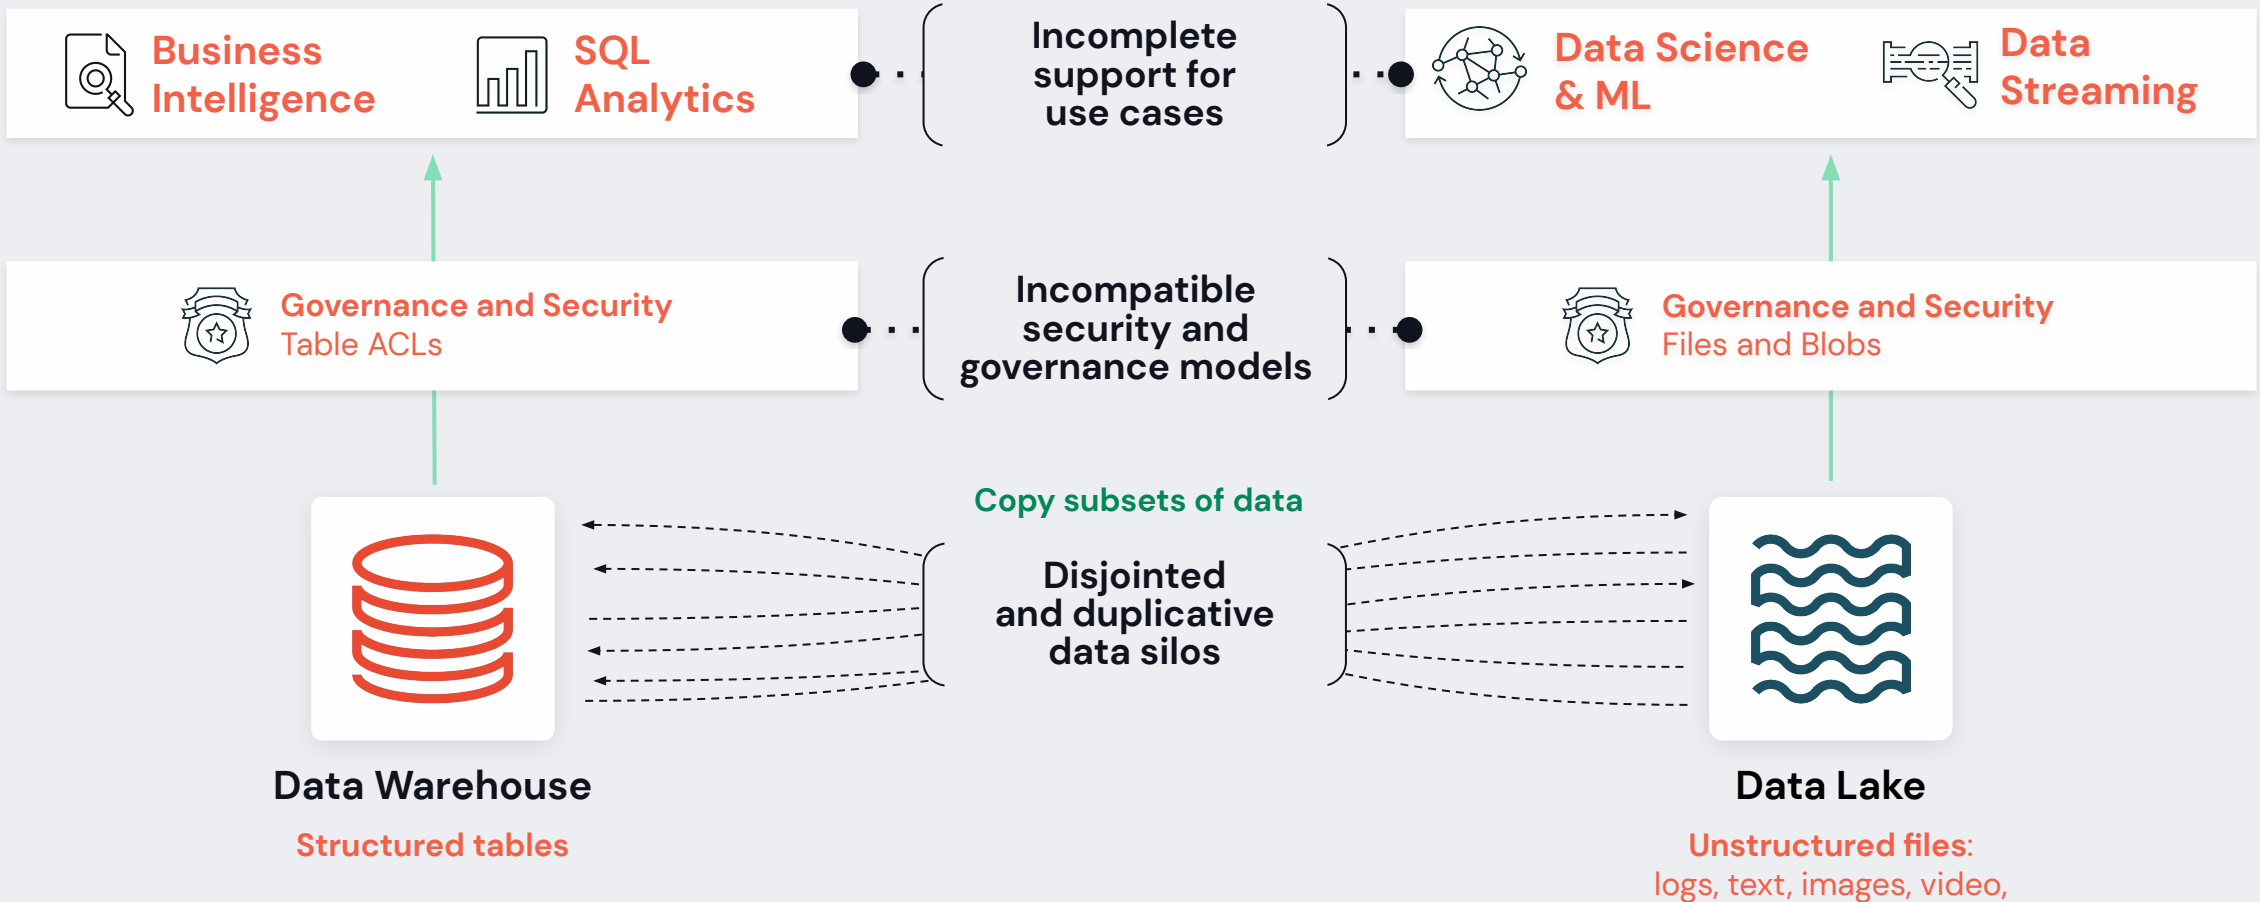 Business
Intelligence
SQL
Analytics
Incomplete
support for
use cases
Data Science
& ML
Data
Streaming
Governance and Security
Table ACLs
Incompatible
security and
governance models
Governance and Security
Files and Blobs
Copy subsets of data
Disjointed
and duplicative
data silos
Data Warehouse
Structured tables
Data Lake
Unstructured files:
logs, text, images, video,